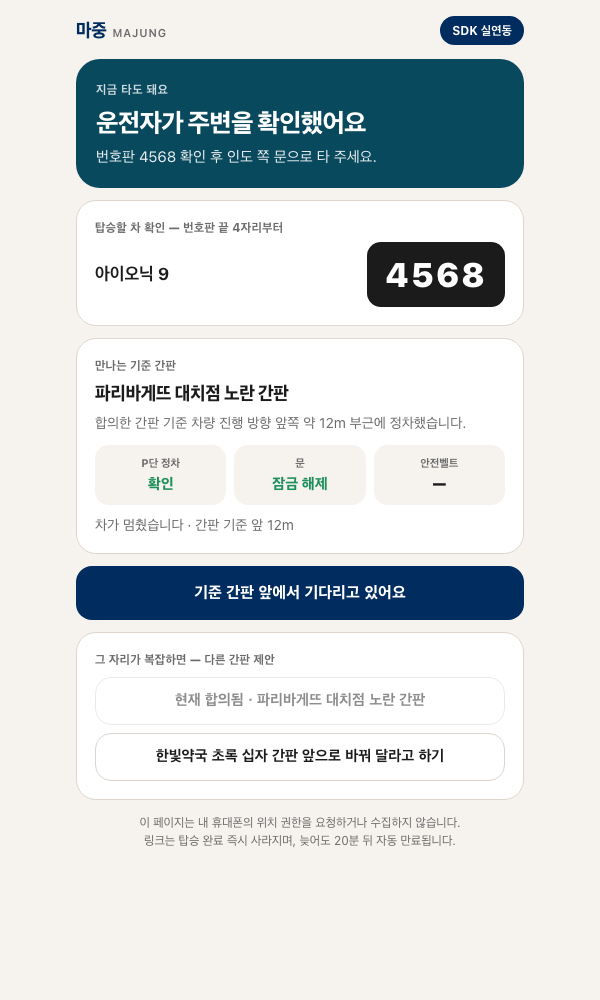 마중 MAJUNG
SDK 실연동
지금 타도 돼요
운전자가 주변을 확인했어요
번호판 4568 확인 후 인도 쪽 문으로 타 주세요.
탑승할 차 확인 — 번호판 끝 4자리부터
아이오닉 9
4568
만나는 기준 간판
파리바게뜨 대치점 노란 간판
합의한 간판 기준 차량 진행 방향 앞쪽 약 12m 부근에 정차했습니다.
P단 정차
확인
문
잠금 해제
안전벨트
—
차가 멈췄습니다 · 간판 기준 앞 12m
기준 간판 앞에서 기다리고 있어요
그 자리가 복잡하면 — 다른 간판 제안
현재 합의됨 · 파리바게뜨 대치점 노란 간판
한빛약국 초록 십자 간판 앞으로 바꿔 달라고 하기
이 페이지는 내 휴대폰의 위치 권한을 요청하거나 수집하지 않습니다.
링크는 탑승 완료 즉시 사라지며, 늦어도 20분 뒤 자동 만료됩니다.